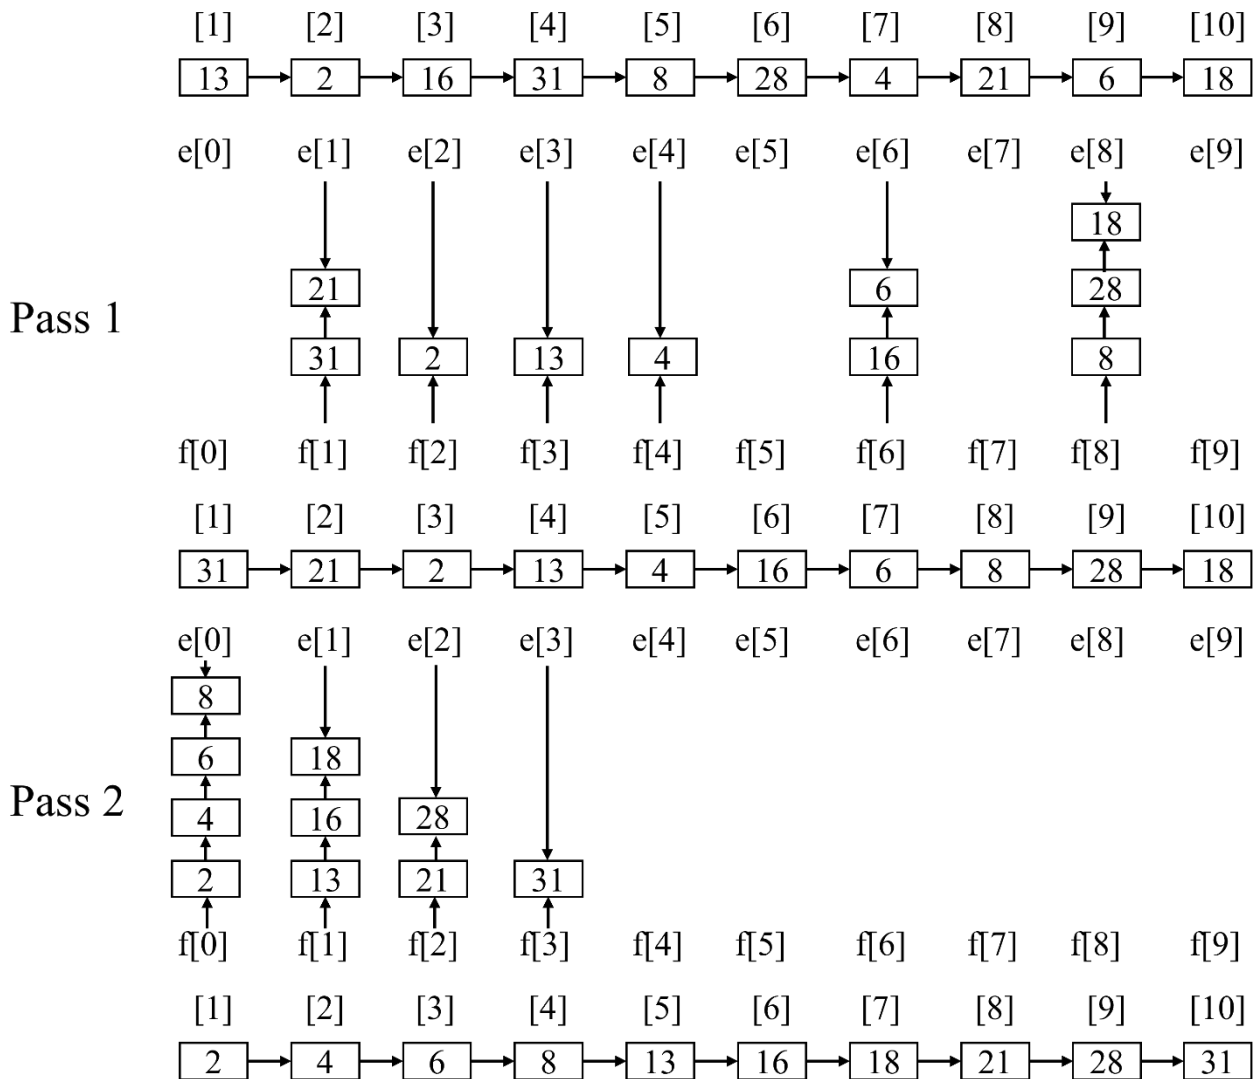 [1] [2] [3] [4] [5] [6] [7] [8] [9] [10]
13 2 16 31 8 28 4 21 6 18
e[0] e[1] e[2] e[3] e[4] e[5] e[6] e[7] e[8] e[9]
18
21 6 28
Pass 1
31 2 13 4 16 8
f[0] f[1] f[2] f[3] f[4] f[5] f[6] f[7] f[8] f[9]
[1] [2] [3] [4] [5] [6] [7] [8] [9] [10]
31 21 2 13 4 16 6 8 28 18
e[0] e[1] e[2] e[3] e[4] e[5] e[6] e[7] e[8] e[9]
8
6 18
Pass 2
4 16 28
2 13 21 31
f[0] f[1] f[2] f[3] f[4] f[5] f[6] f[7] f[8] f[9]
[1] [2] [3] [4] [5] [6] [7] [8] [9] [10]
2 4 6 8 13 16 18 21 28 31